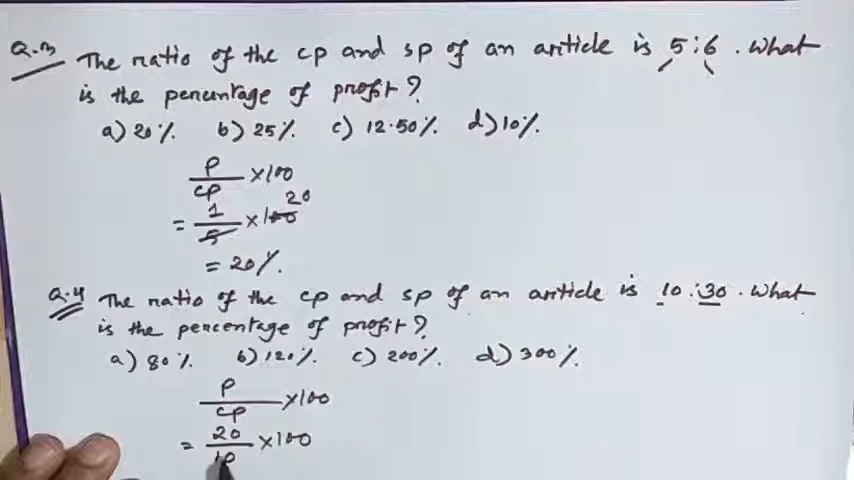 Q.3 The ratio of the cp and sp of an article is 5:6. What
is the percentage of profit?
a) 20%. b) 25%. c) 12.50%. d) 10%.
P
cp ×100
20
= 1
5 ×100
= 20%.
Q.4 The ratio of the cp and sp of an article is 10:30. What
is the percentage of profit?
a) 80%. b) 120%. c) 200%. d) 300%.
P
cp ×100
= 20
10 ×100